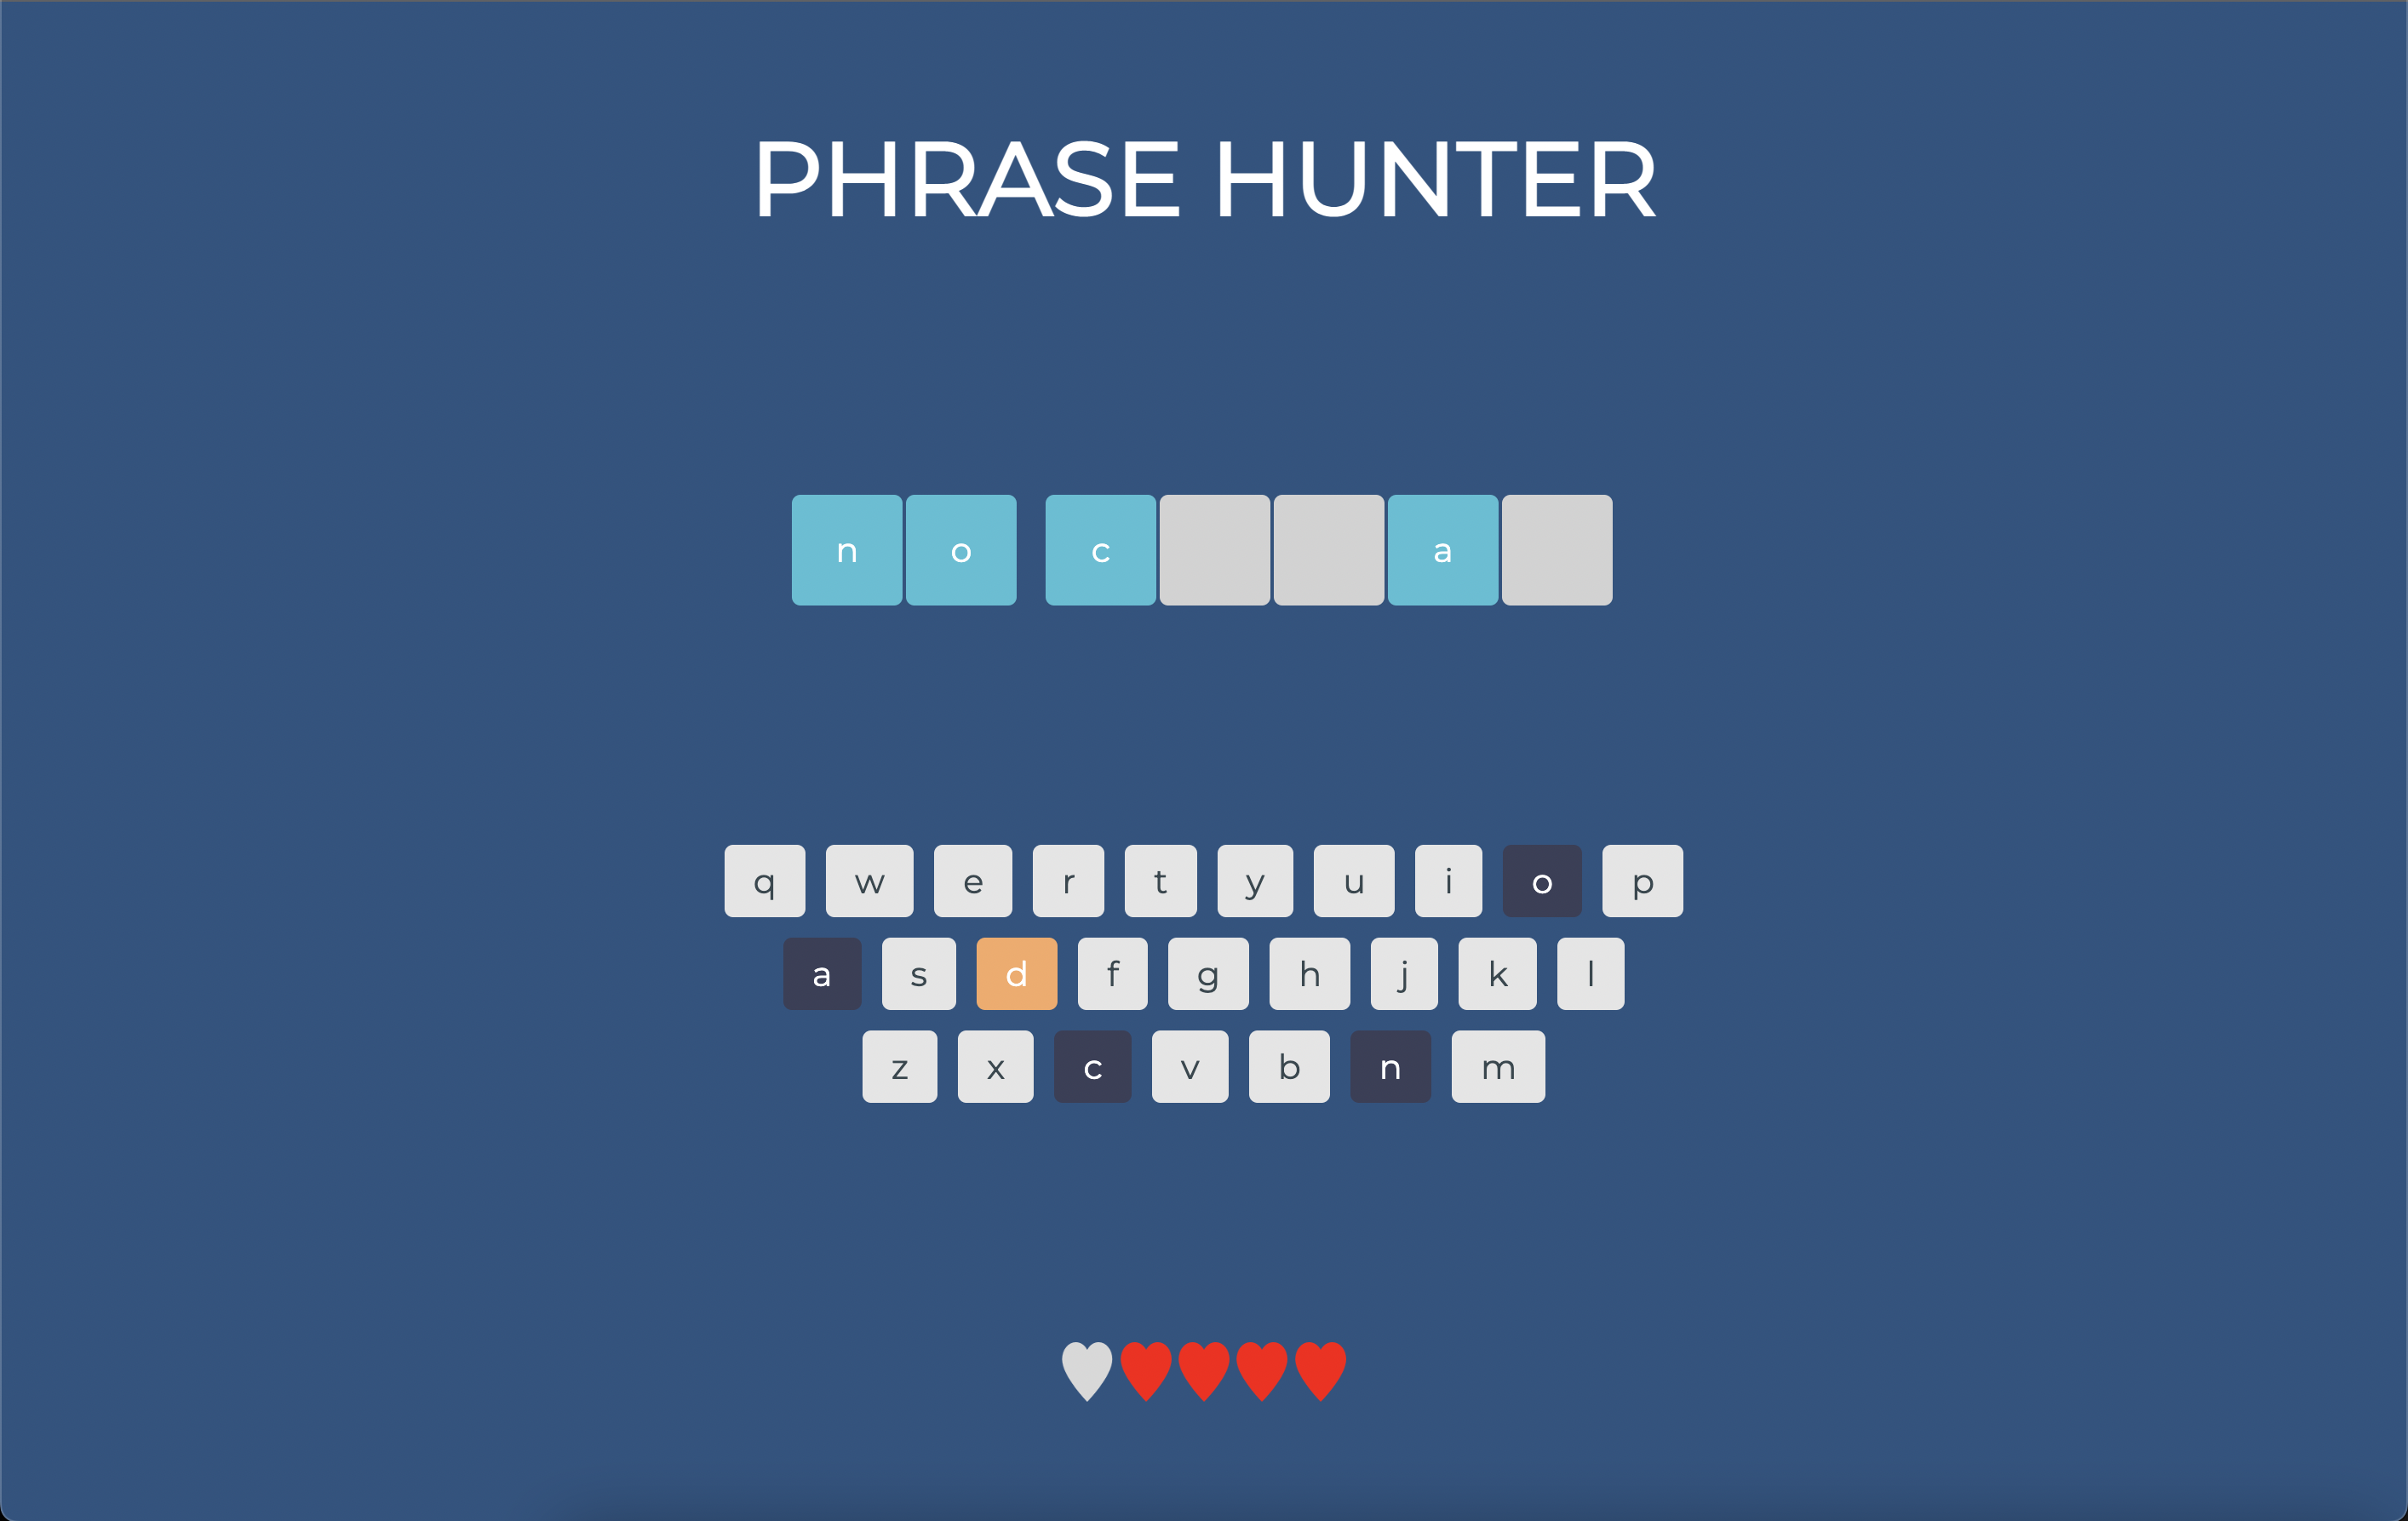 PHRASE HUNTER
n o c a
q w e r t y u i o p
a s d f g h j k l
z x c v b n m